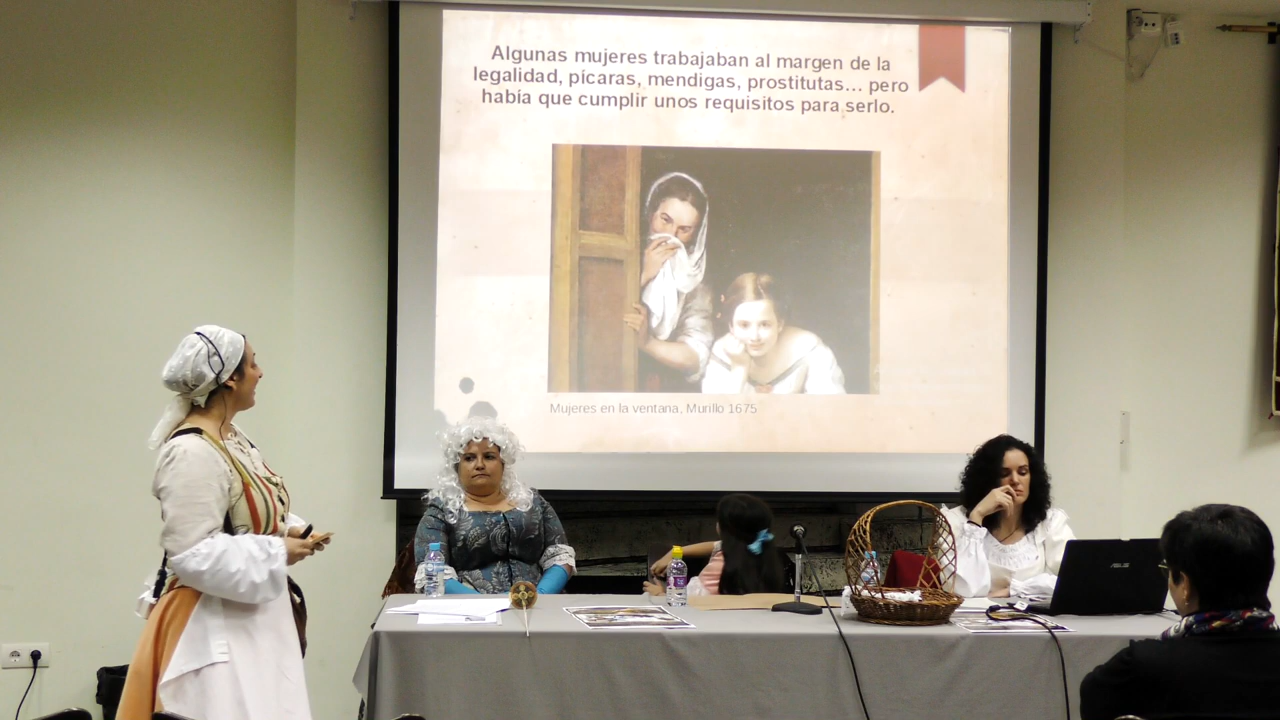 Algunas mujeres trabajaban al margen de la
legalidad, pícaras, mendigas, prostitutas... pero
había que cumplir unos requisitos para serlo.
Mujeres en la ventana, Murillo 1675
ASUS